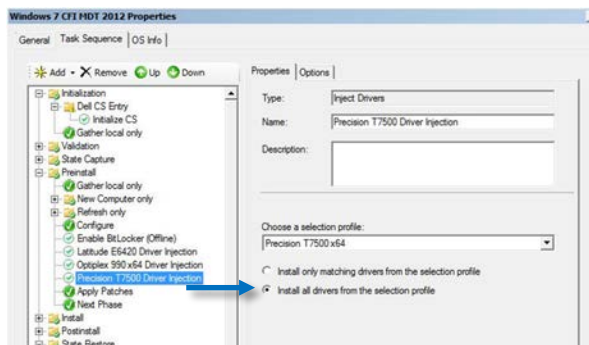 Windows 7 CFI MDT 2012 Properties
General Task Sequence OS Info
Add Remove Up Down
Initialization
Dell CS Entry
Initialize CS
Gather local only
Validation
State Capture
Preinstall
Gather local only
New Computer only
Refresh only
Configure
Enable BitLocker (Offline)
Latitude E6420 Driver Injection
Optiplex 990 x64 Driver Injection
Precision T7500 Driver Injection
Apply Patches
Next Phase
Install
Postinstall
State Restore
Properties Options
Type: Inject Drivers
Name: Precision T7500 Driver Injection
Description:
Choose a selection profile:
Precision T7500 x64
Install only matching drivers from the selection profile
Install all drivers from the selection profile